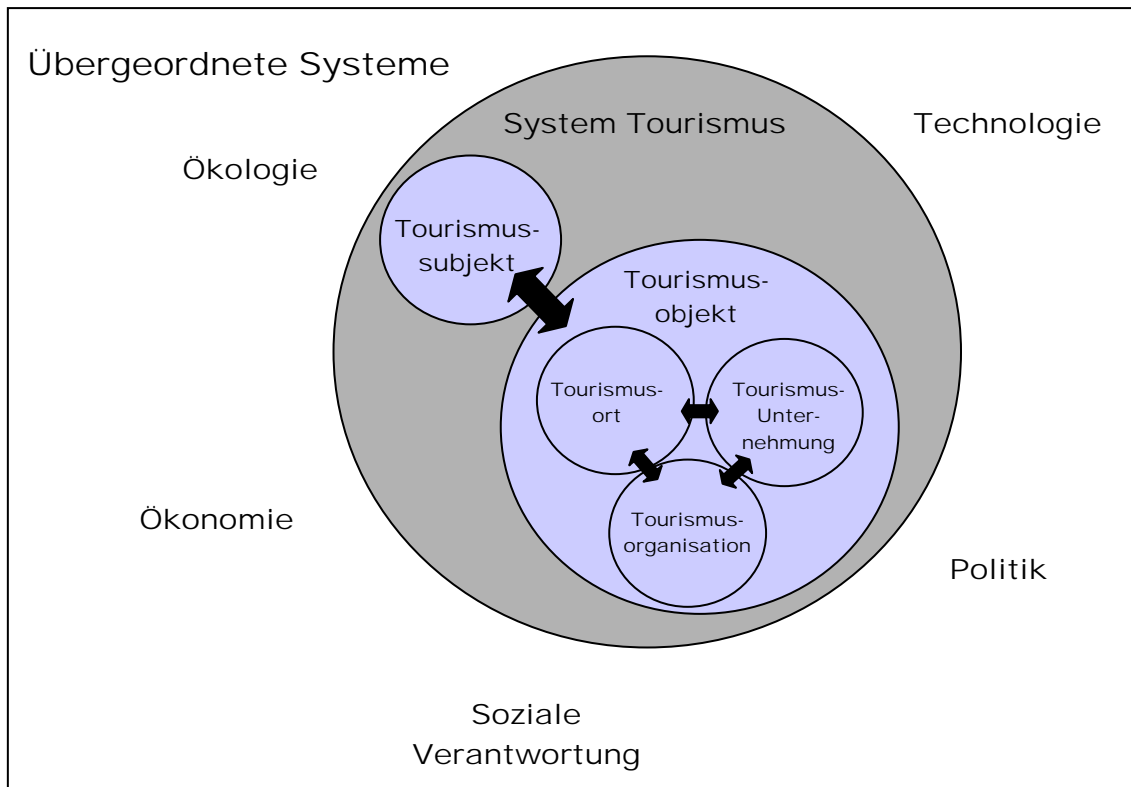 Übergeordnete Systeme
System Tourismus
Technologie
Ökologie
Tourismus-
subjekt
Tourismus-
objekt
Tourismus-
ort
Tourismus-
Unter-
nehmung
Tourismus-
organisation
Ökonomie
Politik
Soziale
Verantwortung